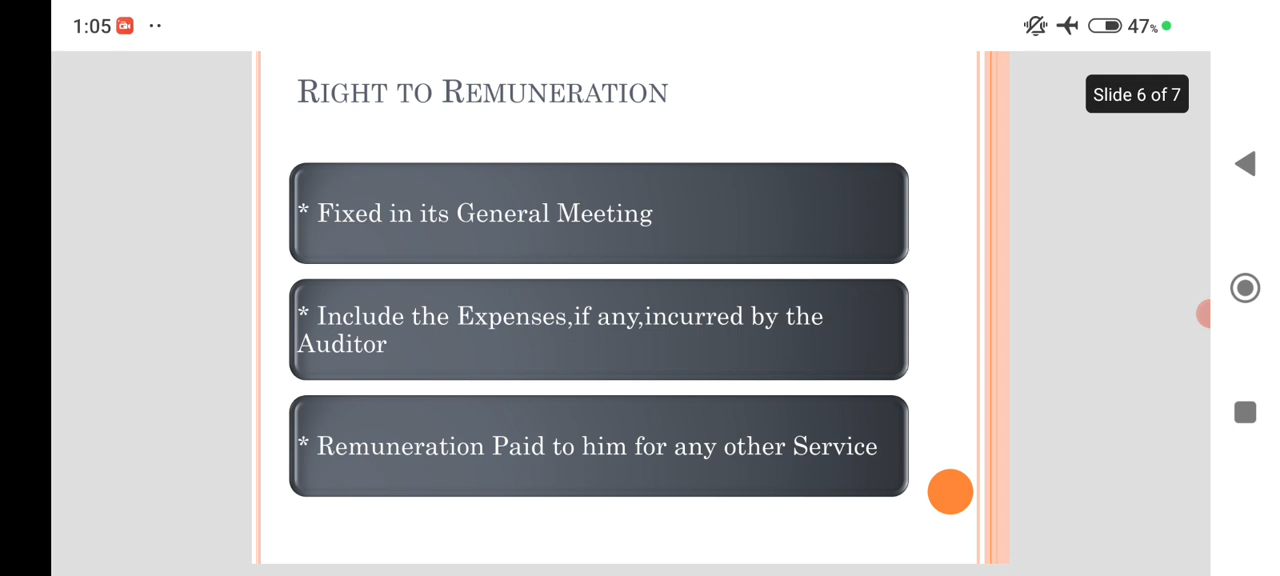 1:05
47%
RIGHT TO REMUNERATION
Slide 6 of 7
* Fixed in its General Meeting
* Include the Expenses,if any,incurred by the
Auditor
* Remuneration Paid to him for any other Service